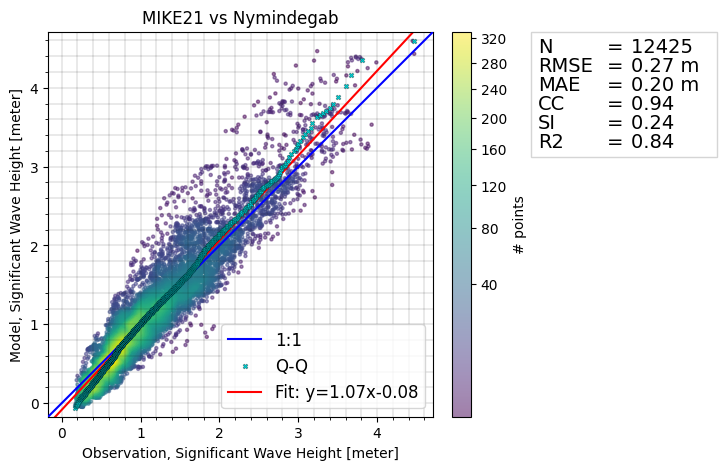 MIKE21 vs Nymindegab
Model, Significant Wave Height [meter]
4
3
2
1
0
0 1 2 3 4
Observation, Significant Wave Height [meter]
1:1
Q-Q
Fit: y=1.07x-0.08
320
280
240
200
160
120
80
40
# points
N = 12425
RMSE = 0.27 m
MAE = 0.20 m
CC = 0.94
SI = 0.24
R2 = 0.84